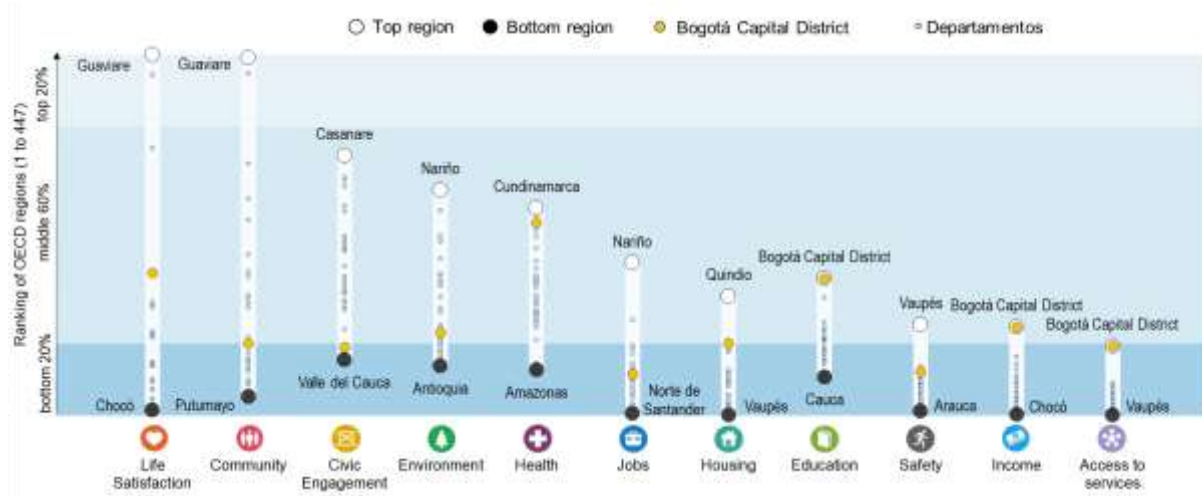 Top region
Bottom region
Bogotá Capital District
Departamentos
Ranking of OECD regions (1 to 447)
top 20%
middle 60%
bottom 20%
Guaviare
Guaviare
Casanare
Nariño
Cundinamarca
Nariño
Quindio
Bogotá Capital District
Vaupés
Bogotá Capital District
Bogotá Capital District
Chocó
Putumayo
Valle del Cauca
Antioquia
Amazonas
Norte de
Santander
Vaupés
Cauca
Arauca
Chocó
Vaupés
Life
Satisfaction
Community
Civic
Engagement
Environment
Health
Jobs
Housing
Education
Safety
Income
Access to
services